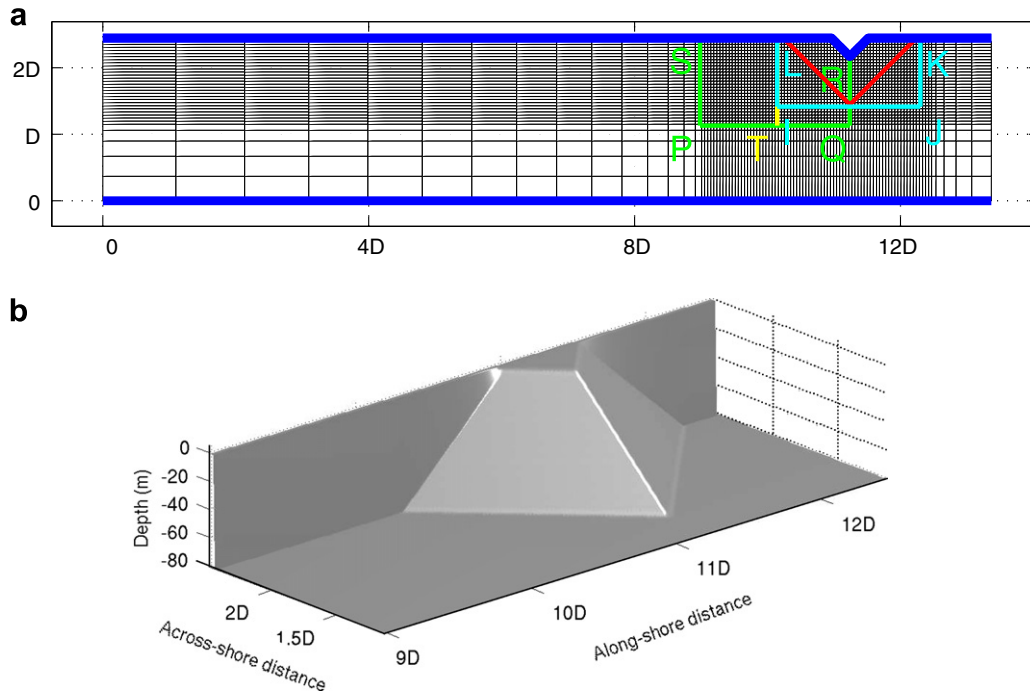 a
2D
D
0
S
L
R
K
P
T
I
Q
J
0
4D
8D
12D
b
0
-20
-40
-60
-80
Depth (m)
2D
1.5D
9D
10D
11D
12D
Across-shore distance
Along-shore distance